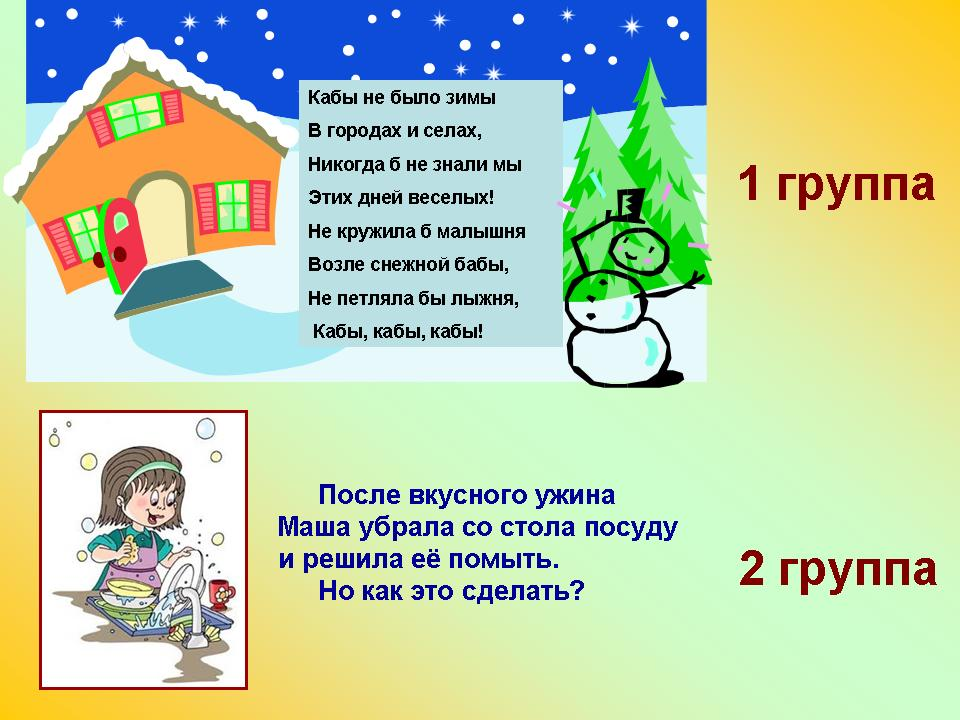 Кабы не было зимы
В городах и селах,
Никогда б не знали мы
Этих дней веселых!
Не кружила б малышня
Возле снежной бабы,
Не петляла бы лыжня,
Кабы, кабы, кабы!
1 группа
После вкусного ужина
Маша убрала со стола посуду
и решила её помыть.
Но как это сделать?
2 группа